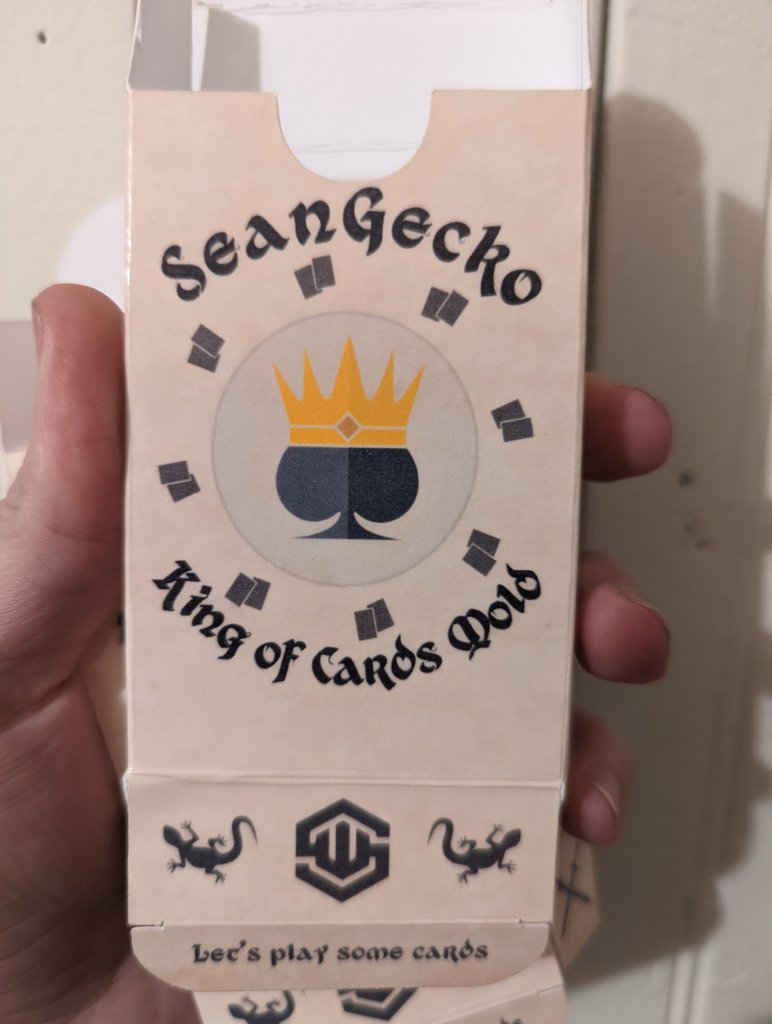 SeanGecko
King of Cards Mold
Let's play some cards